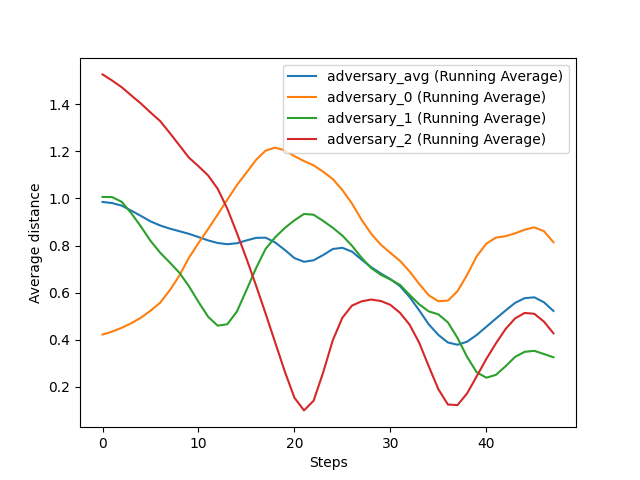 adversary_avg (Running Average)
adversary_0 (Running Average)
adversary_1 (Running Average)
adversary_2 (Running Average)
Average distance
1.4
1.2
1.0
0.8
0.6
0.4
0.2
0 10 20 30 40
Steps